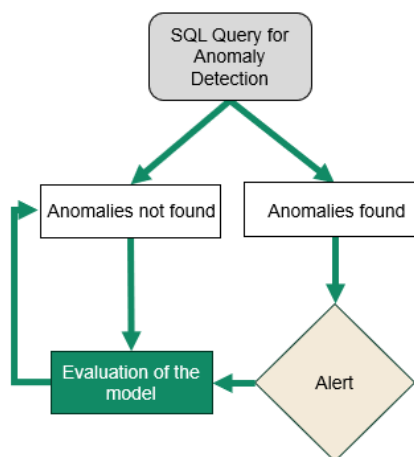 SQL Query for
Anomaly
Detection
Anomalies not found
Anomalies found
Evaluation of the
model
Alert